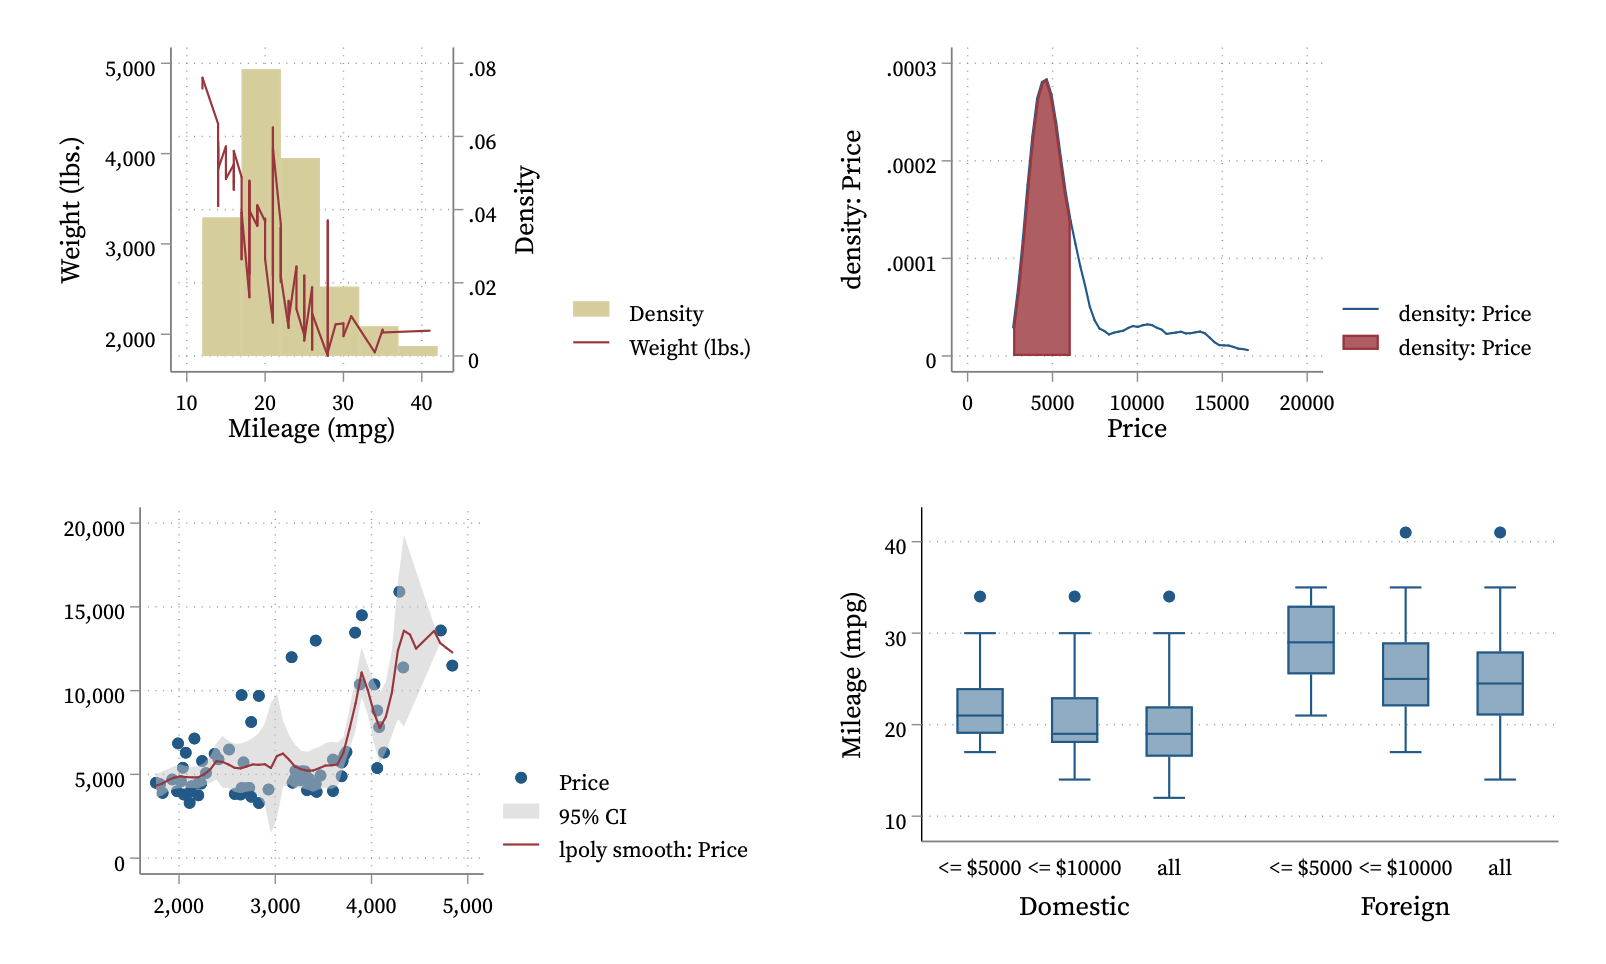 5,000
4,000
3,000
2,000
Weight (lbs.)
.08
.06
.04
.02
0
Density
10 20 30 40
Mileage (mpg)
Density
Weight (lbs.)
.0003
.0002
.0001
0
density: Price
0 5000 10000 15000 20000
Price
density: Price
density: Price
20,000
15,000
10,000
5,000
0
2,000 3,000 4,000 5,000
Price
95% CI
lpoly smooth: Price
40
30
20
10
Mileage (mpg)
<= $5000 <= $10000 all <= $5000 <= $10000 all
Domestic Foreign